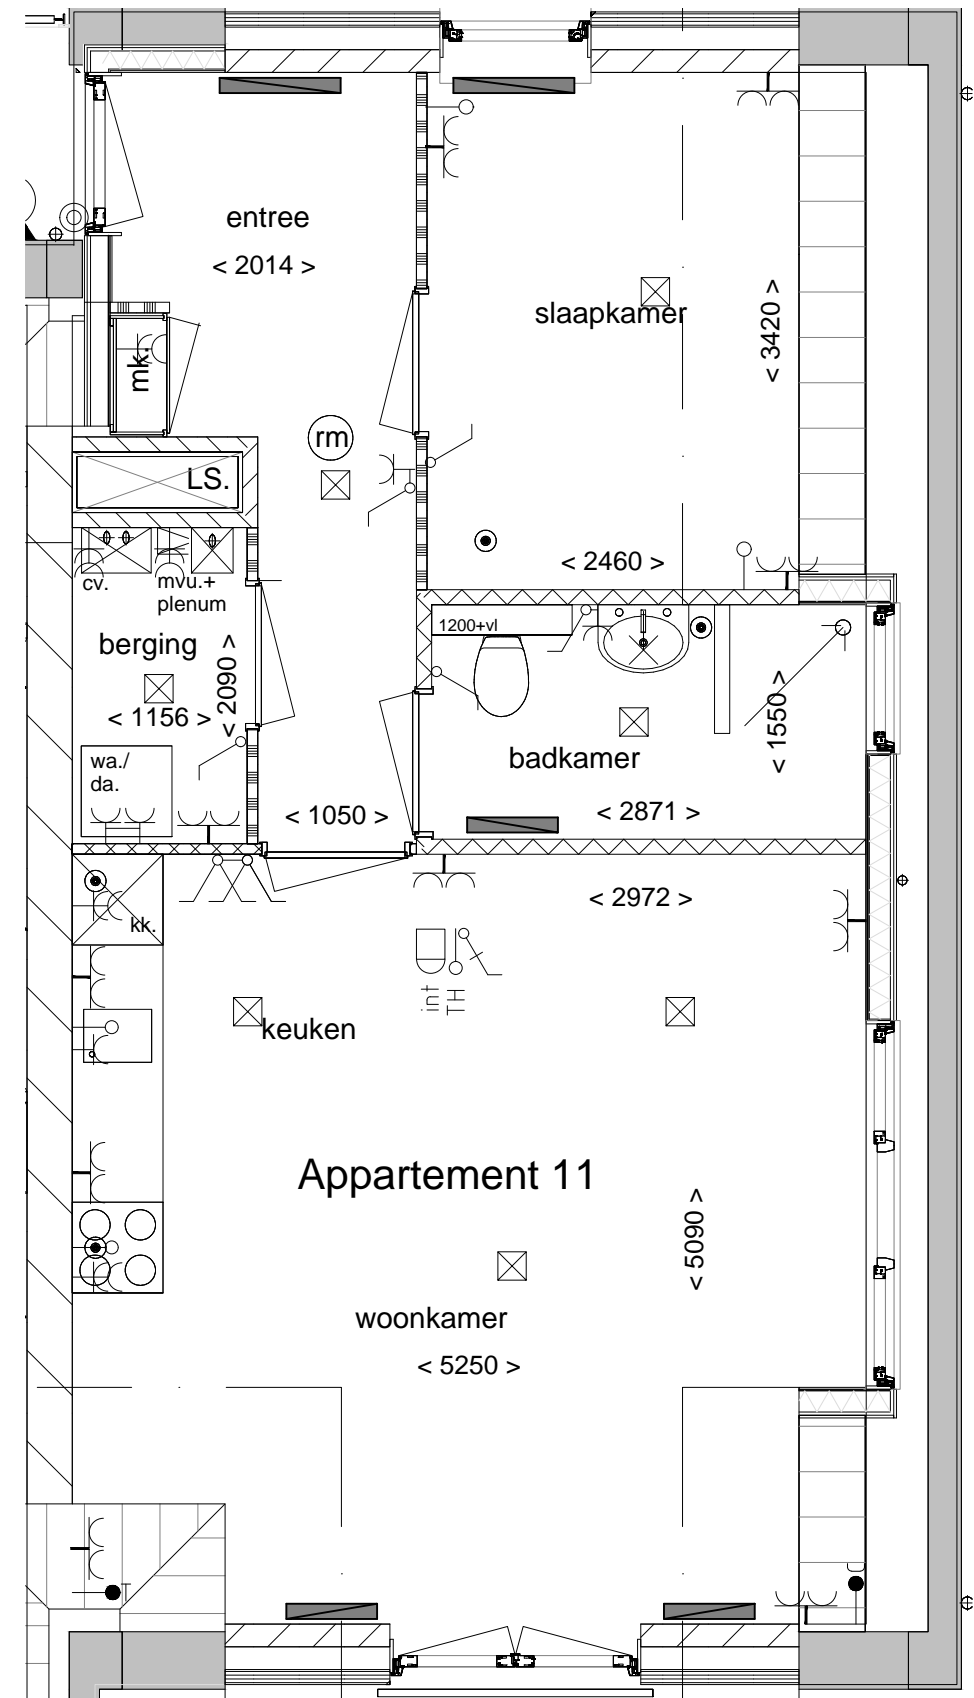 entree
< 2014 >
slaapkamer
< 3420 >
mk.
rm
LS.
< 2460 >
cv.
mvu.+
plenum
1200+vl
berging
< 2090 >
< 1156 >
< 1550 >
badkamer
wa./
da.
< 1050 >
< 2871 >
< 2972 >
kk.
int
TH
keuken
Appartement 11
< 5090 >
woonkamer
< 5250 >
T